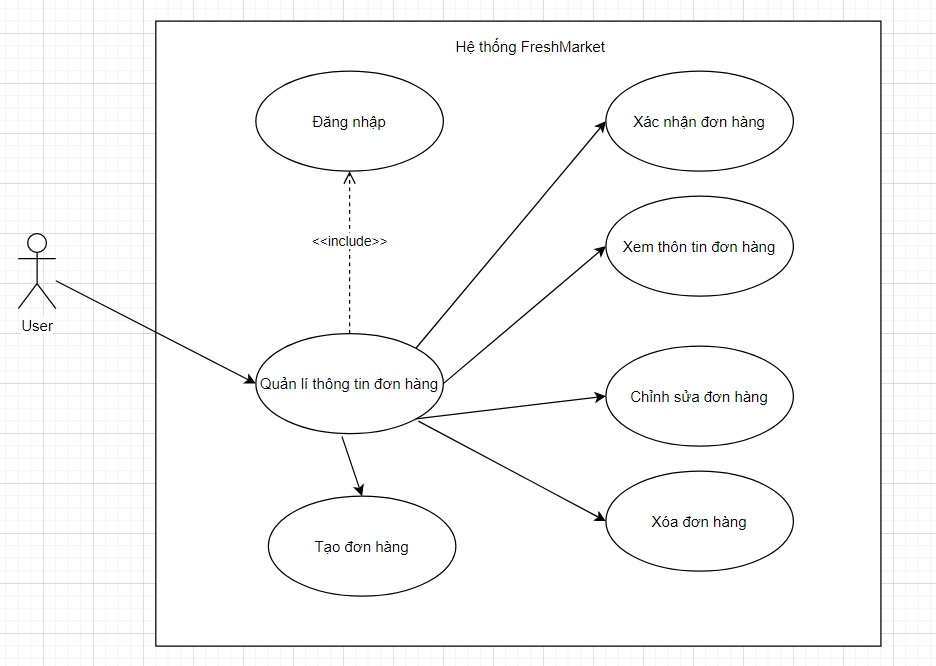 Hệ thống FreshMarket
Đăng nhập
Xác nhận đơn hàng
<<include>>
Xem thôn tin đơn hàng
User
Quản lí thông tin đơn hàng
Chỉnh sửa đơn hàng
Tạo đơn hàng
Xóa đơn hàng